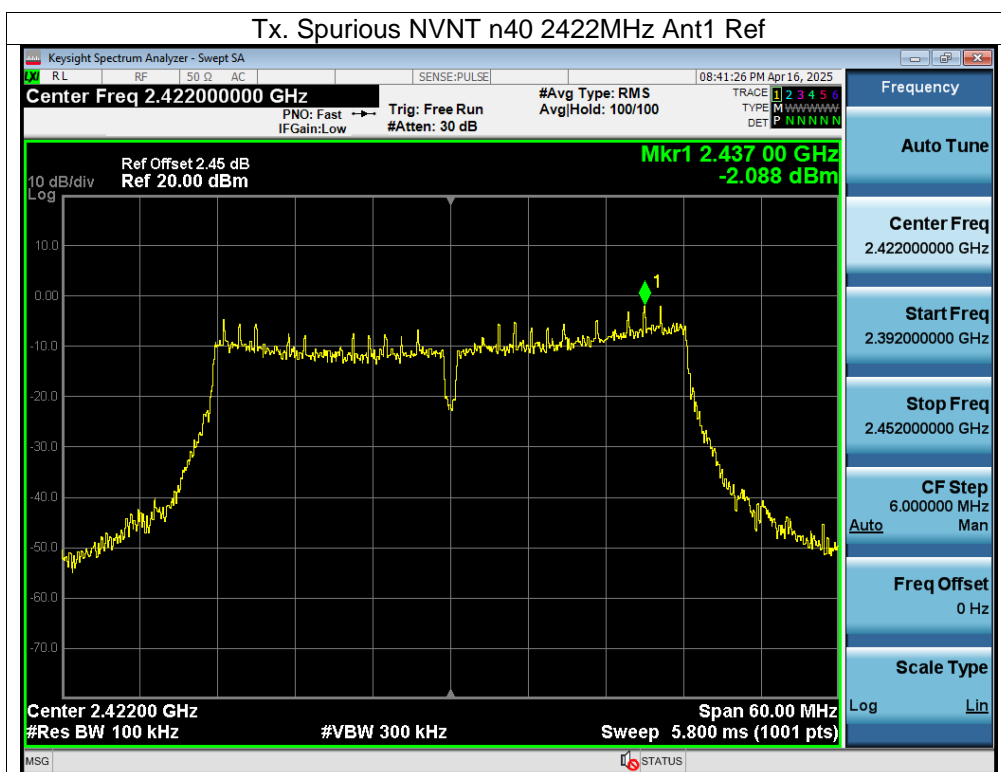 Tx. Spurious NVNT n40 2422MHz Ant1 Ref
Keysight Spectrum Analyzer - Swept SA
LXI RL RF 50 Ω AC SENSE:PULSE 08:41:26 PM Apr 16, 2025
Center Freq 2.422000000 GHz
PNO: Fast
IFGain:Low
Trig: Free Run
#Atten: 30 dB
#Avg Type: RMS
Avg|Hold: 100/100
TRACE 1 2 3 4 5 6
TYPE M WWWWW
DET P N N N N N
Frequency
Auto Tune
Center Freq
2.422000000 GHz
Start Freq
2.392000000 GHz
Stop Freq
2.452000000 GHz
CF Step
6.000000 MHz
Auto Man
Freq Offset
0 Hz
Scale Type
Log Lin
Ref Offset 2.45 dB
10 dB/div Ref 20.00 dBm
Log
Mkr1 2.437 00 GHz
-2.088 dBm
10.0
0.00
-10.0
-20.0
-30.0
-40.0
-50.0
-60.0
-70.0
1
Center 2.42200 GHz Span 60.00 MHz
#Res BW 100 kHz #VBW 300 kHz Sweep 5.800 ms (1001 pts)
MSG STATUS